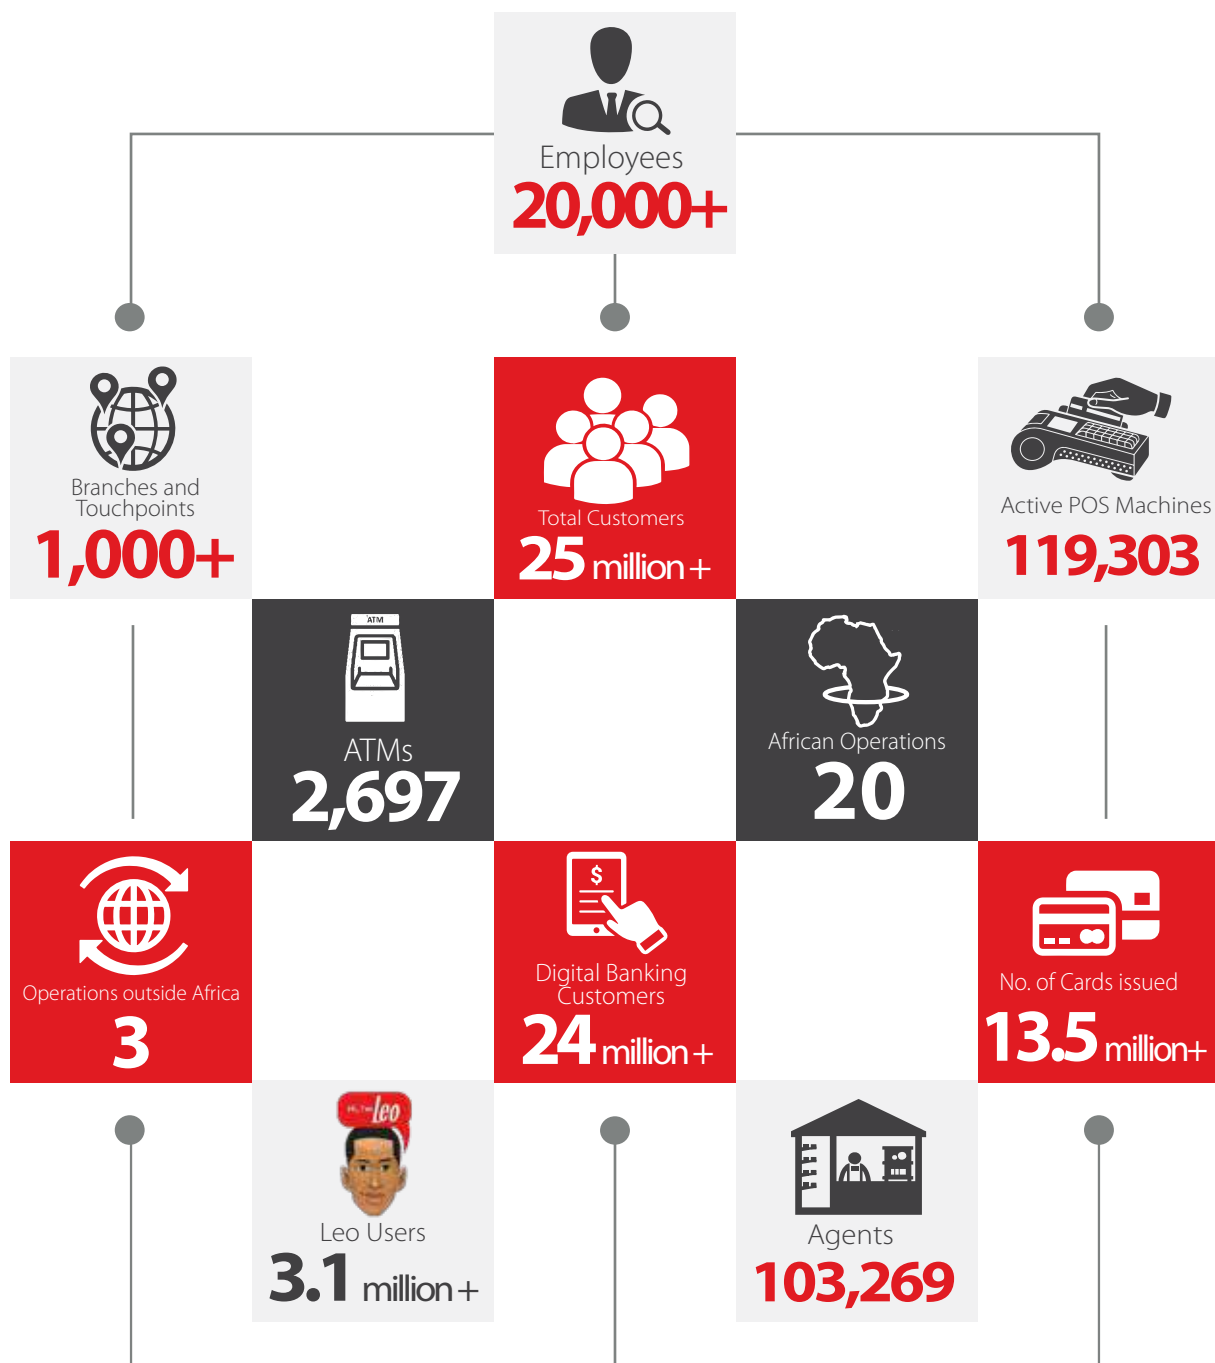 Employees
20,000+
Branches and
Touchpoints
1,000+
Total Customers
25 million +
Active POS Machines
119,303
ATM
ATMs
2,697
African Operations
20
Operations outside Africa
3
$
Digital Banking
Customers
24 million +
No. of Cards issued
13.5 million+
Hi, I'm Leo
Leo Users
3.1 million +
Agents
103,269